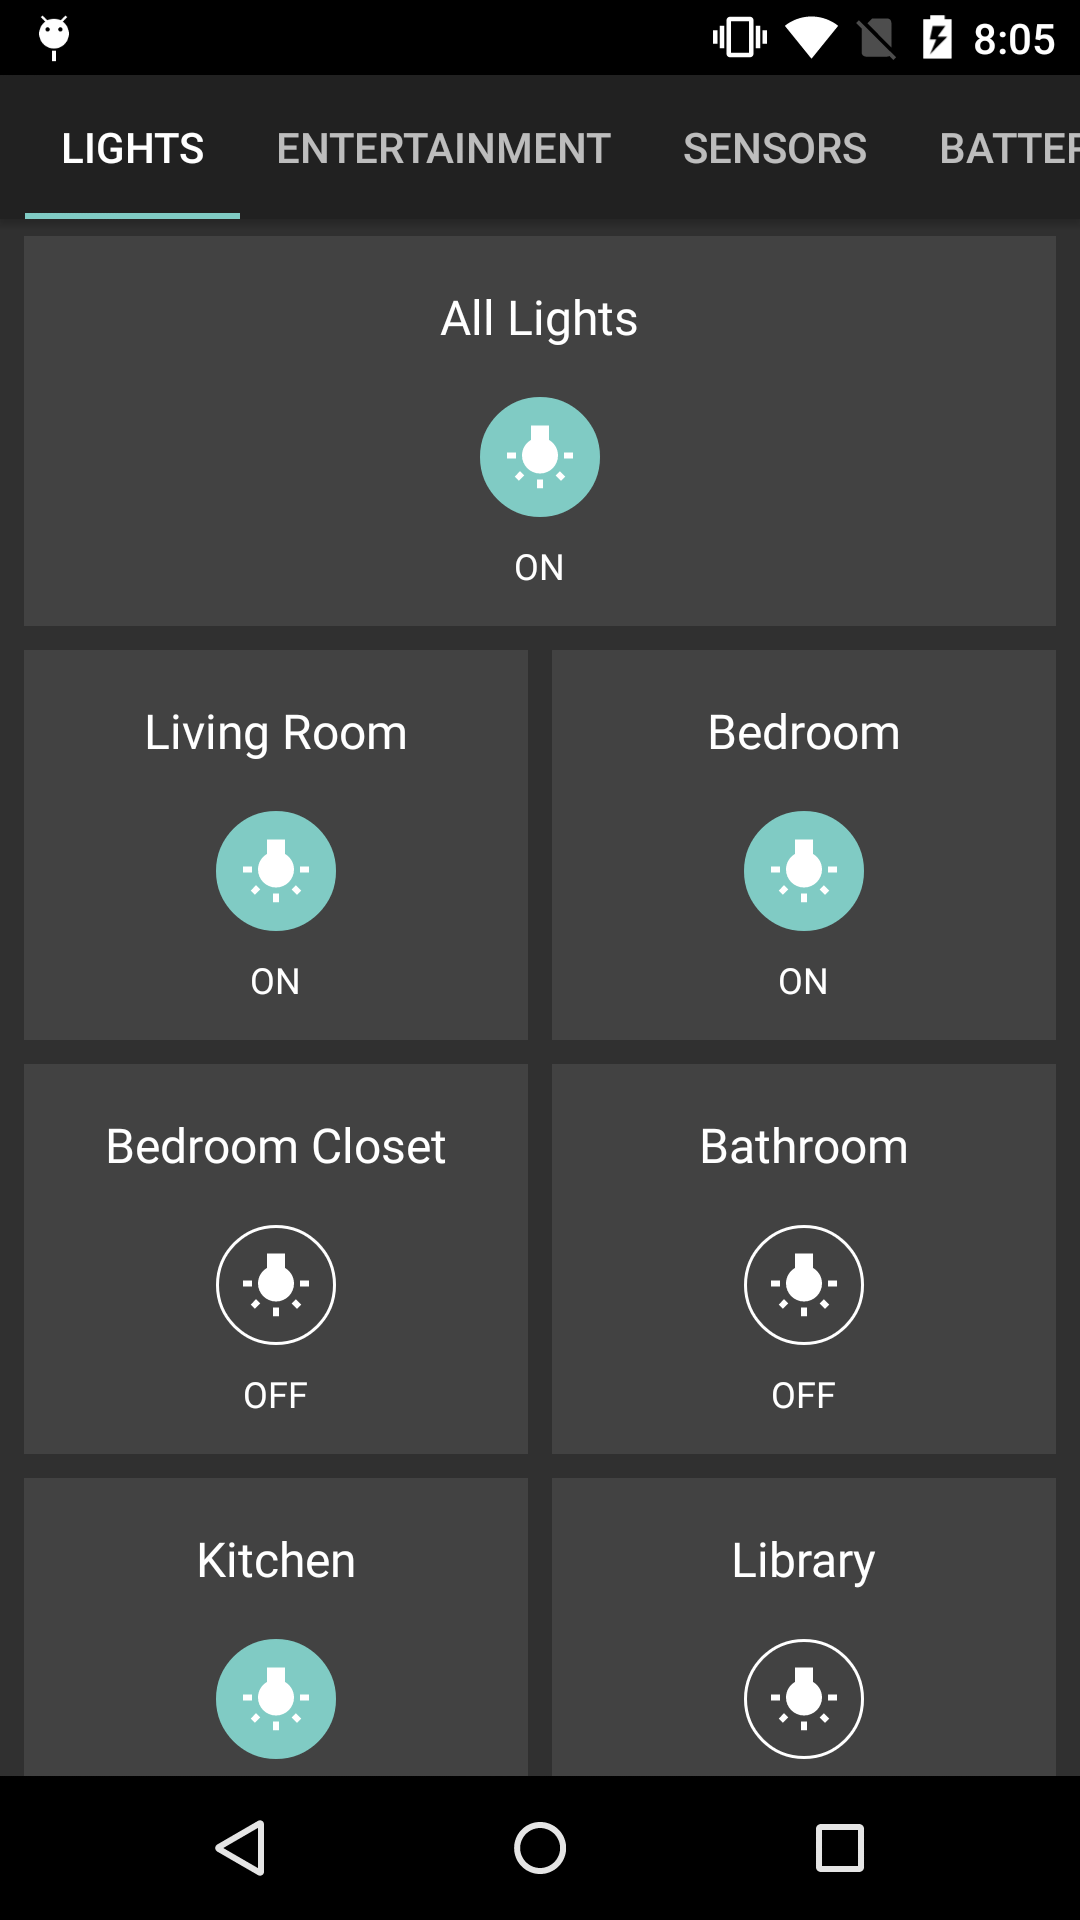 8:05
LIGHTS ENTERTAINMENT SENSORS BATTER
All Lights
ON
Living Room Bedroom
ON ON
Bedroom Closet Bathroom
OFF OFF
Kitchen Library